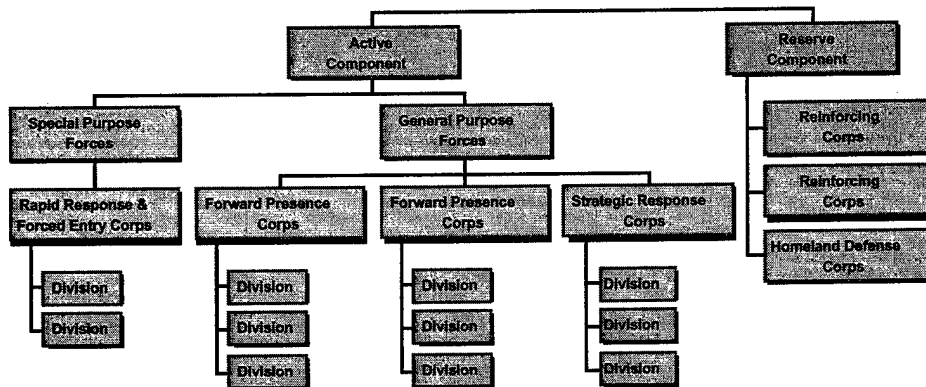 Active
Component
Reserve
Component
Special Purpose
Forces
General Purpose
Forces
Reinforcing
Corps
Reinforcing
Corps
Homeland Defense
Corps
Rapid Response &
Forced Entry Corps
Forward Presence
Corps
Forward Presence
Corps
Strategic Response
Corps
Division
Division
Division
Division
Division
Division
Division
Division
Division
Division
Division